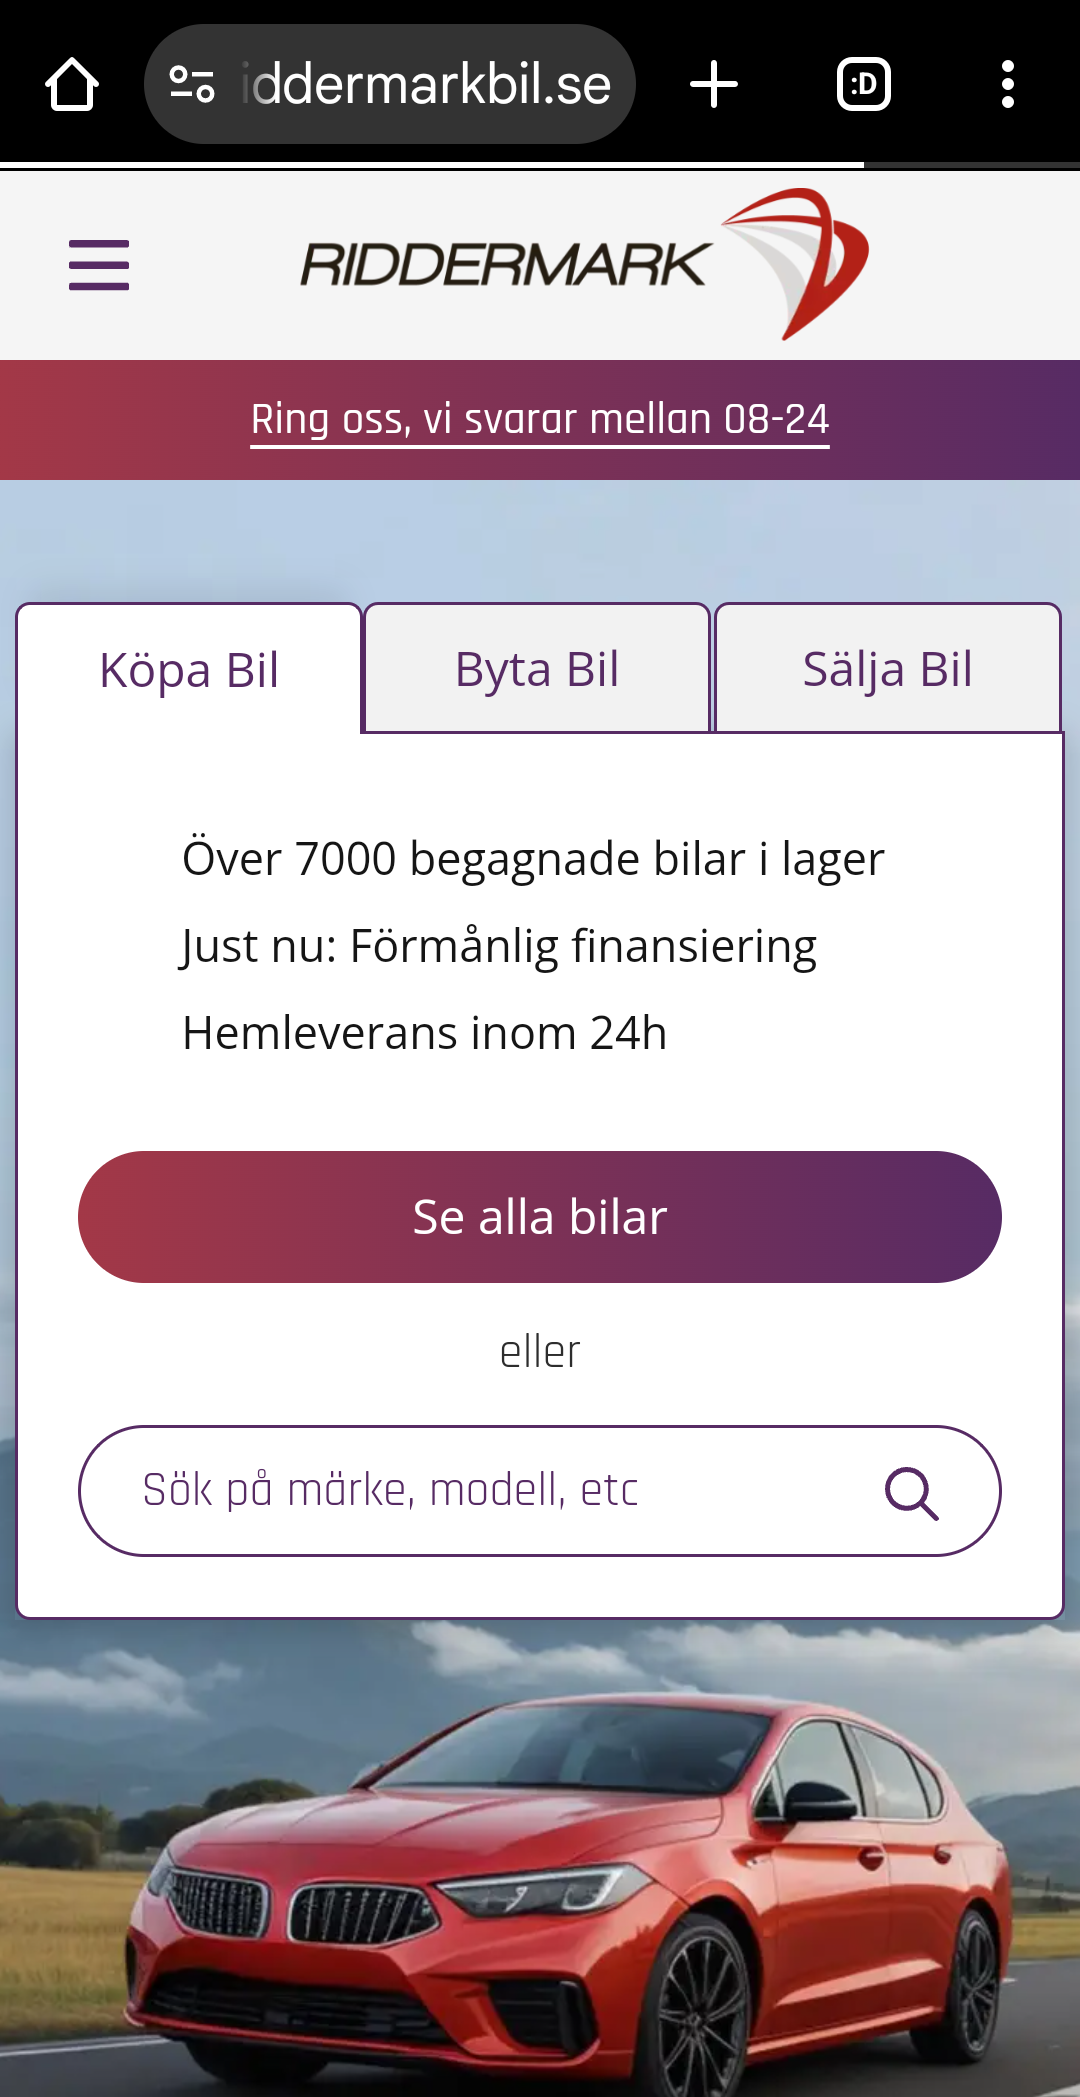 iddermarkbil.se
:D
RIDDERMARK
Ring oss, vi svarar mellan 08-24
Köpa Bil
Byta Bil
Sälja Bil
Över 7000 begagnade bilar i lager
Just nu: Förmånlig finansiering
Hemleverans inom 24h
Se alla bilar
eller
Sök på märke, modell, etc